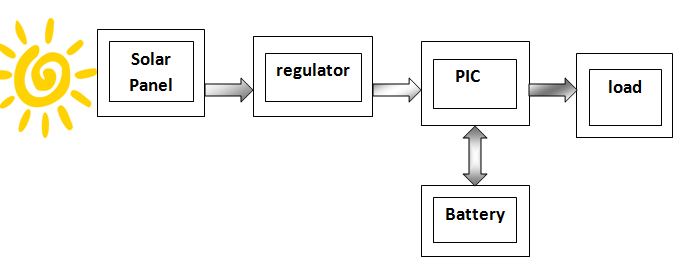 Solar
Panel
regulator
PIC
load
Battery